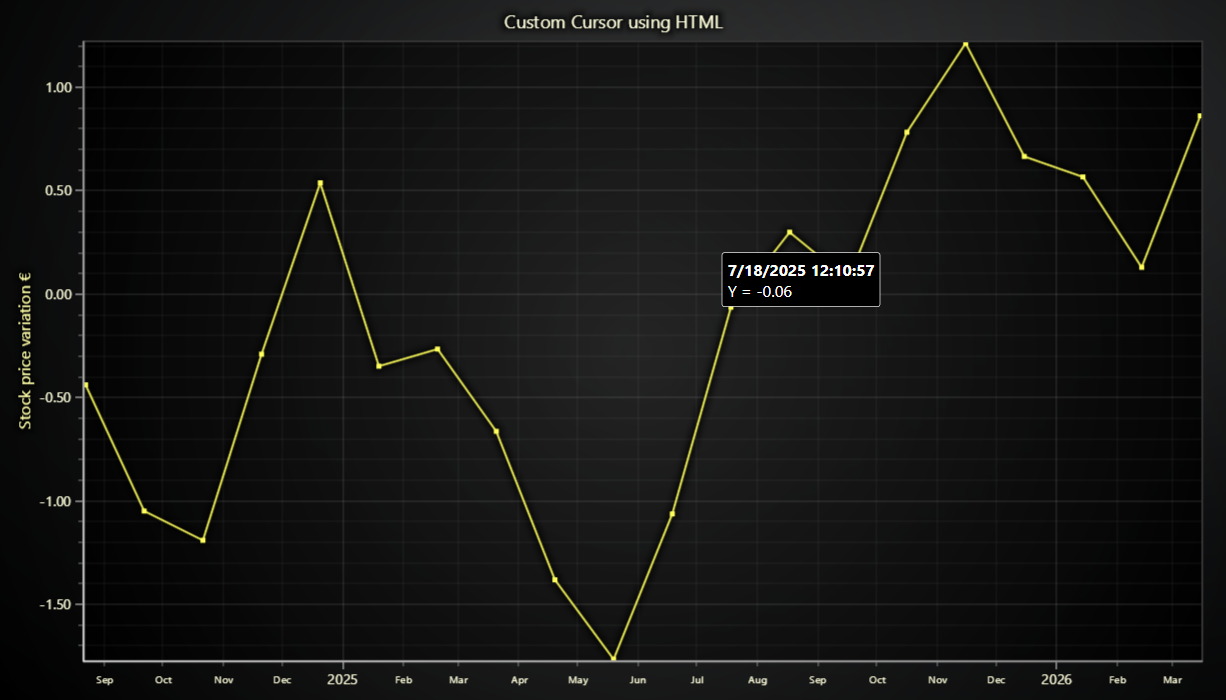 Custom Cursor using HTML
Stock price variation €
1.00
0.50
0.00
-0.50
-1.00
-1.50
7/18/2025 12:10:57
Y = -0.06
Sep Oct Nov Dec 2025 Feb Mar Apr May Jun Jul Aug Sep Oct Nov Dec 2026 Feb Mar